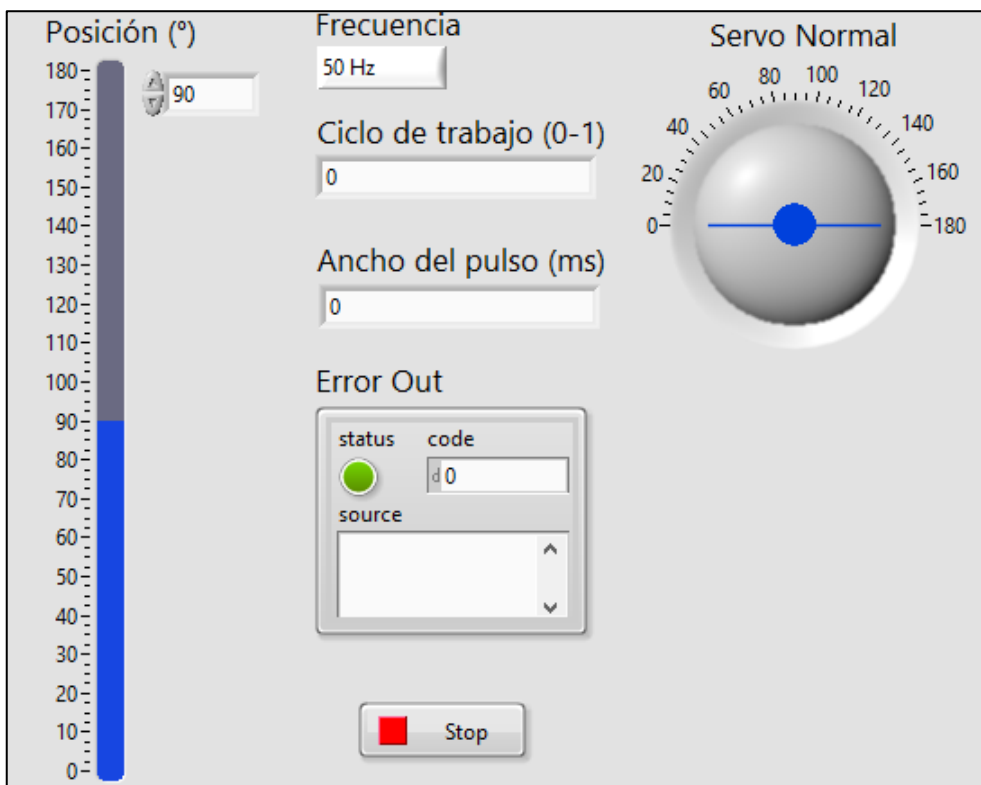 Posición (°)
180
170
160
150
140
130
120
110
100
90
80
70
60
50
40
30
20
10
0
90
Frecuencia
50 Hz
Ciclo de trabajo (0-1)
0
Ancho del pulso (ms)
0
Error Out
status
code
d 0
source
Stop
Servo Normal
0
20
40
60
80
100
120
140
160
180